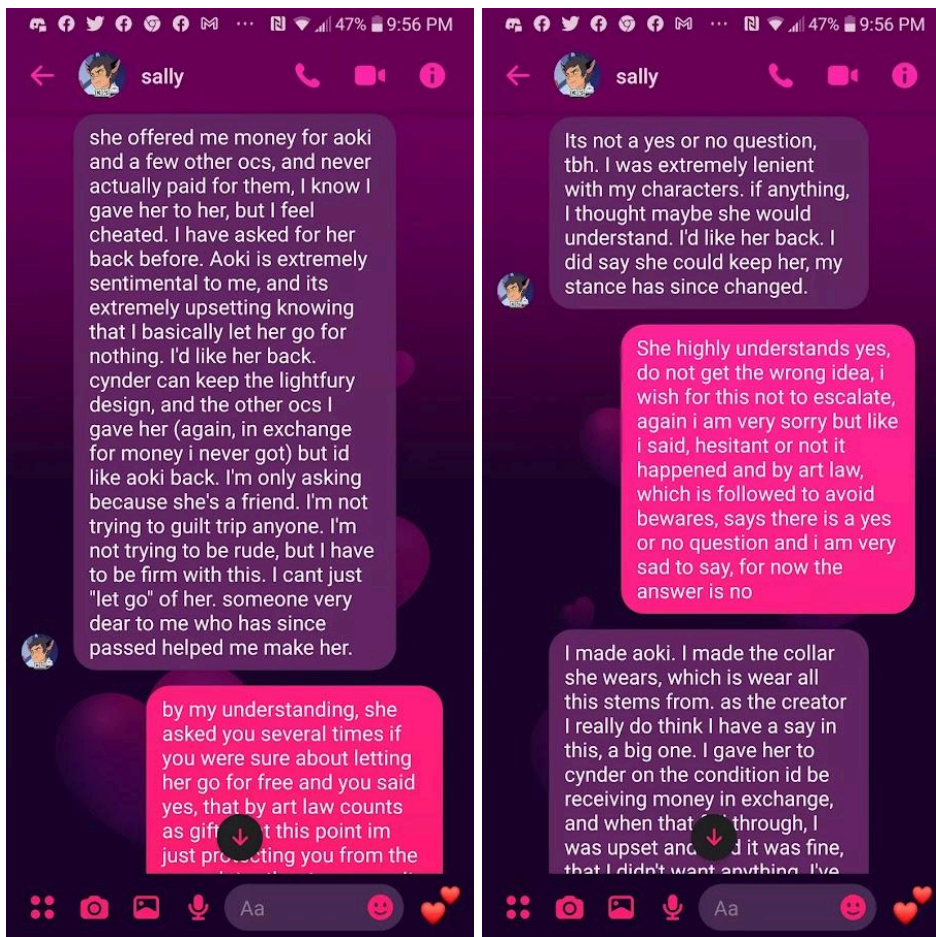 47% 9:56 PM
sally
she offered me money for aoki
and a few other ocs, and never
actually paid for them, I know I
gave her to her, but I feel
cheated. I have asked for her
back before. Aoki is extremely
sentimental to me, and its
extremely upsetting knowing
that I basically let her go for
nothing. I'd like her back.
cynder can keep the lightfury
design, and the other ocs I
gave her (again, in exchange
for money i never got) but id
like aoki back. I'm only asking
because she's a friend. I'm not
trying to guilt trip anyone. I'm
not trying to be rude, but I have
to be firm with this. I cant just
"let go" of her. someone very
dear to me who has since
passed helped me make her.
by my understanding, she
asked you several times if
you were sure about letting
her go for free and you said
yes, that by art law counts
as gift t this point im
just protecting you from the
Aa
47% 9:56 PM
sally
Its not a yes or no question,
tbh. I was extremely lenient
with my characters. if anything,
I thought maybe she would
understand. I'd like her back. I
did say she could keep her, my
stance has since changed.
She highly understands yes,
do not get the wrong idea, i
wish for this not to escalate,
again i am very sorry but like
i said, hesitant or not it
happened and by art law,
which is followed to avoid
bewares, says there is a yes
or no question and i am very
sad to say, for now the
answer is no
I made aoki. I made the collar
she wears, which is wear all
this stems from. as the creator
I really do think I have a say in
this, a big one. I gave her to
cynder on the condition id be
receiving money in exchange,
and when that through, I
was upset and it was fine,
that I didn't want anything. I've
Aa